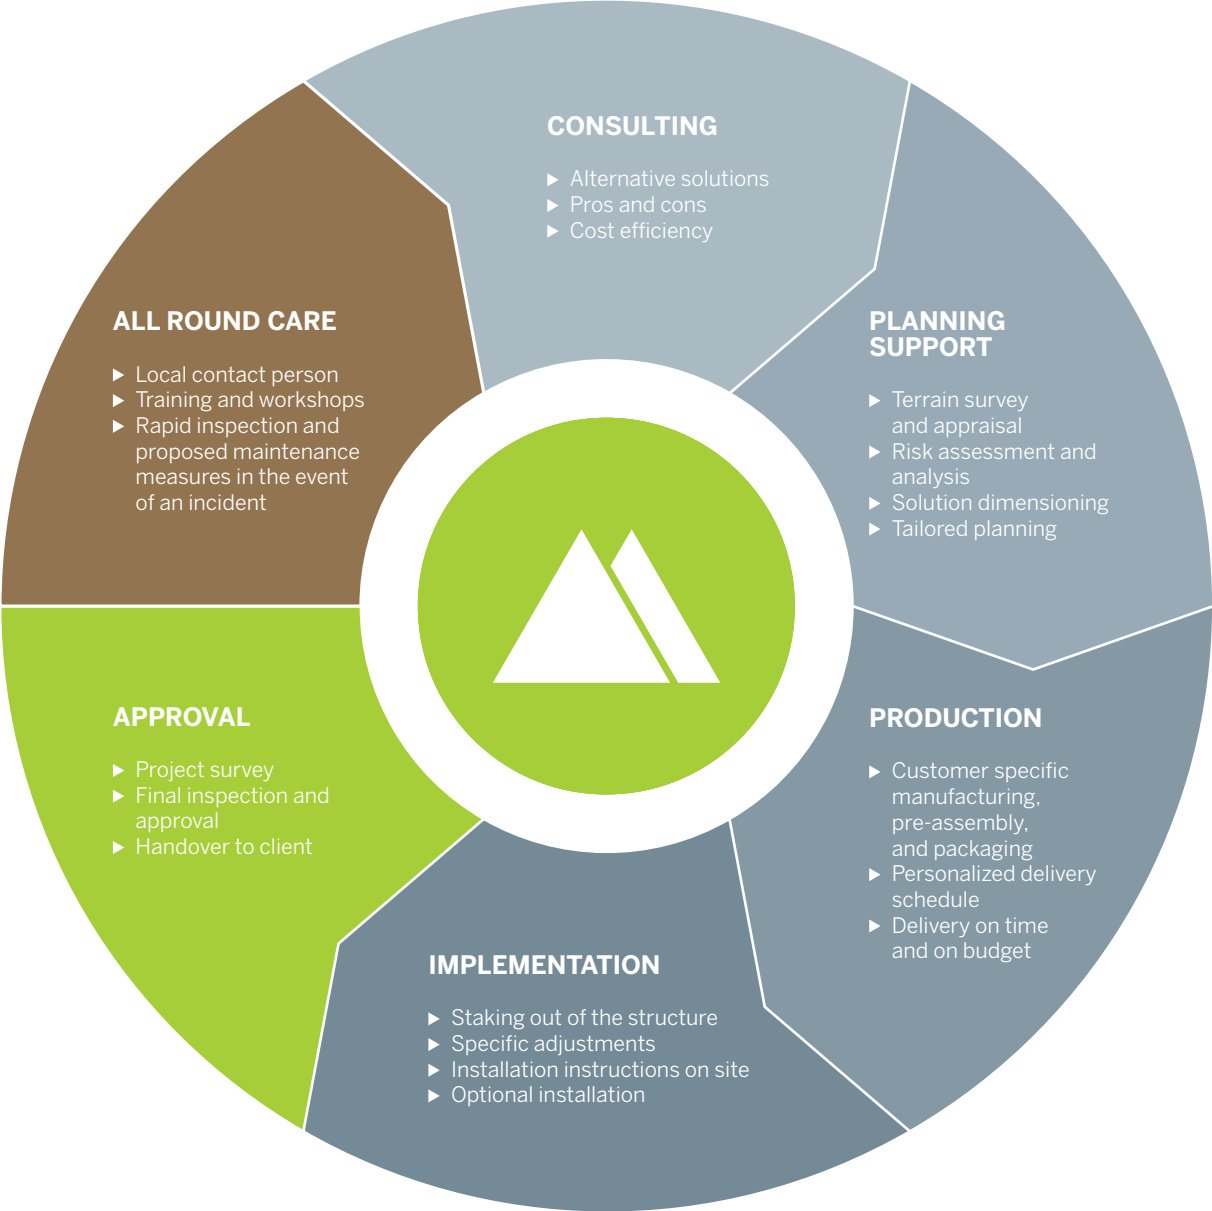 CONSULTING
Alternative solutions
Pros and cons
Cost efficiency
PLANNING
SUPPORT
Terrain survey
and appraisal
Risk assessment and
analysis
Solution dimensioning
Tailored planning
PRODUCTION
Customer specific
manufacturing,
pre-assembly,
and packaging
Personalized delivery
schedule
Delivery on time
and on budget
IMPLEMENTATION
Staking out of the structure
Specific adjustments
Installation instructions on site
Optional installation
APPROVAL
Project survey
Final inspection and
approval
Handover to client
ALL ROUND CARE
Local contact person
Training and workshops
Rapid inspection and
proposed maintenance
measures in the event
of an incident